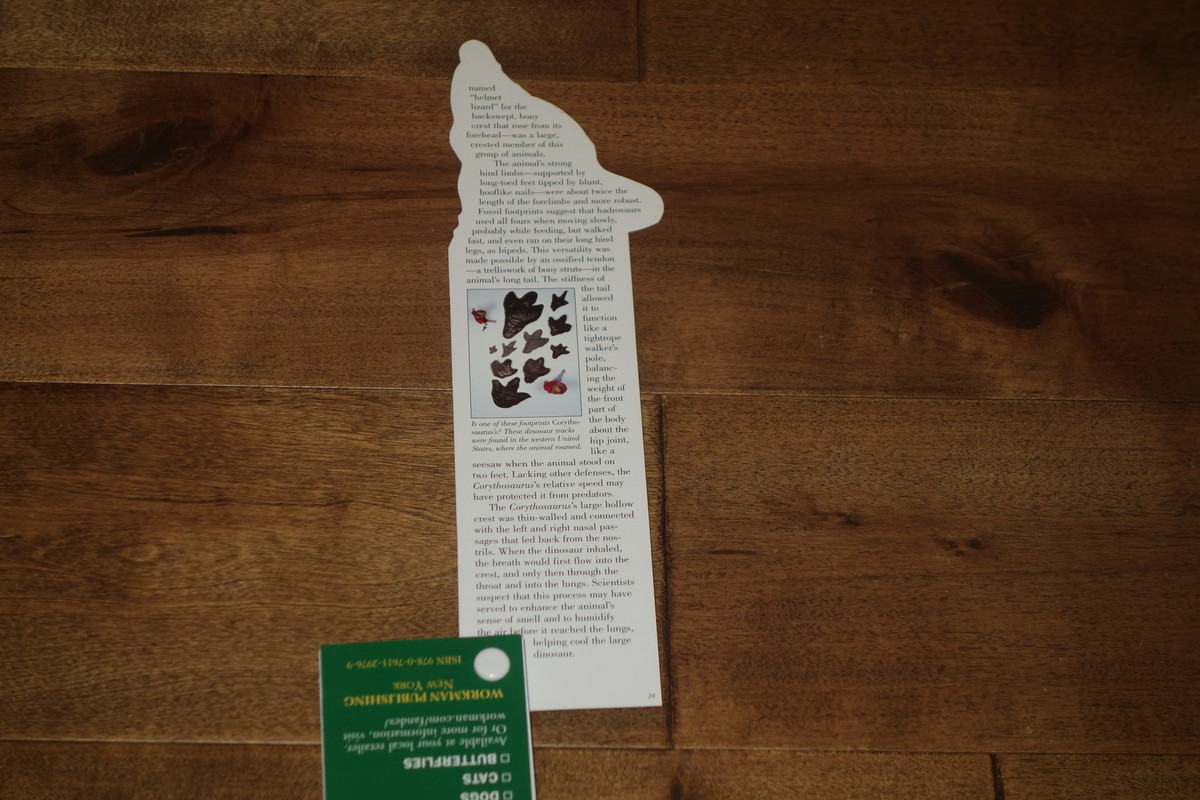 named
"helmet
lizard" for the
backswept, bony
crest that rose from its
forehead—was a large,
crested member of this
group of animals.
The animal's strong
hind limbs—supported by
long-toed feet tipped by blunt,
hooflike nails—were about twice the
length of the forelimbs and more robust.
Fossil footprints suggest that hadrosaurs
used all fours when moving slowly,
probably while feeding, but walked
fast, and even ran on their long hind
legs, as bipeds. This versatility was
made possible by an ossified tendon
—a trelliswork of bony struts—in the
animal's long tail. The stiffness of
the tail
allowed
it to
function
like a
tightrope
walker's
pole,
balanc-
ing the
weight of
the front
part of
the body
about the
hip joint,
like a
seesaw when the animal stood on
two feet. Lacking other defenses, the
Corythosaurus's relative speed may
have protected it from predators.
The Corythosaurus's large hollow
crest was thin-walled and connected
with the left and right nasal pas-
sages that led back from the nos-
trils. When the dinosaur inhaled,
the breath would first flow into the
crest, and only then through the
throat and into the lungs. Scientists
suspect that this process may have
served to enhance the animal's
sense of smell and to humidify
the air before it reached the lungs,
helping cool the large
dinosaur.
Is one of these footprints Corytho-
saurus's? These dinosaur tracks
were found in the western United
States, where the animal roamed.
24
DOGS
CATS
BUTTERFLIES
Available at your local retailer.
Or for more information, visit
workman.com/fandex/
WORKMAN PUBLISHING
NEW YORK
ISBN 978-0-7611-2976-9